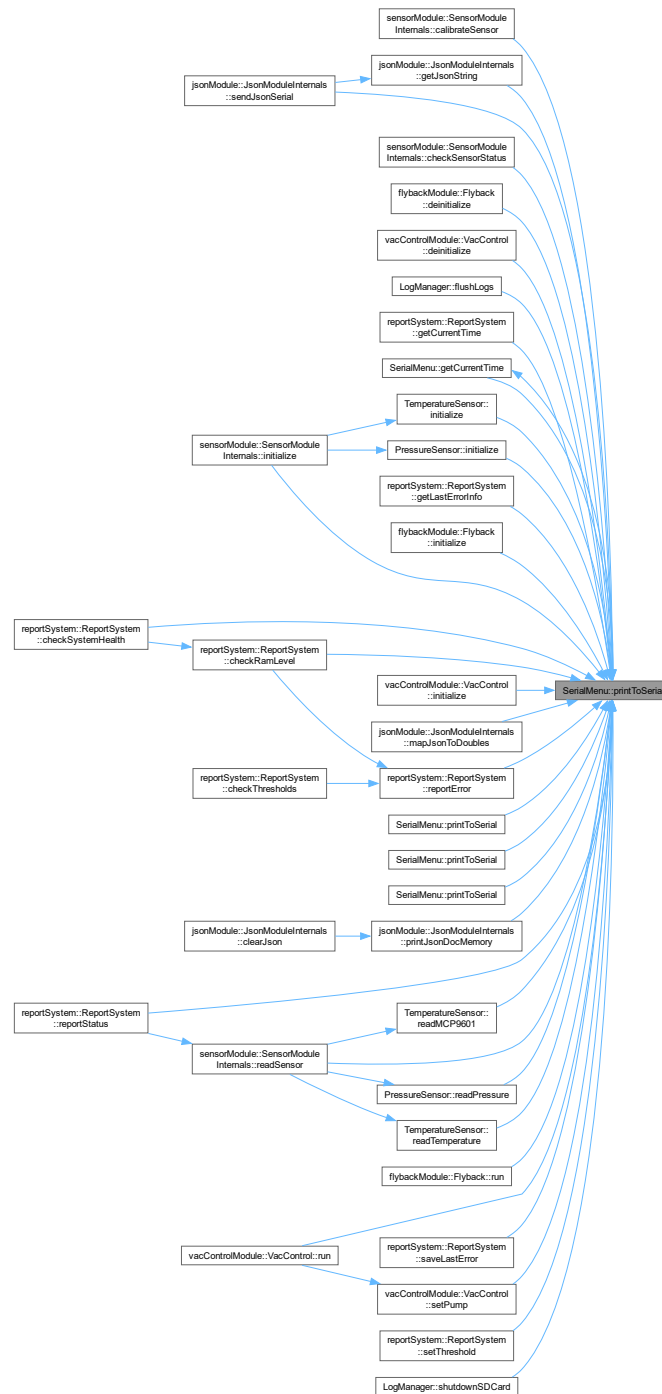 sensorModule::SensorModule
Internals::calibrateSensor
jsonModule::JsonModuleInternals
::getJsonString
jsonModule::JsonModuleInternals
::sendJsonSerial
sensorModule::SensorModule
Internals::checkSensorStatus
flybackModule::Flyback
::deinitialize
vacControlModule::VacControl
::deinitialize
LogManager::flushLogs
reportSystem::ReportSystem
::getCurrentTime
SerialMenu::getCurrentTime
TemperatureSensor::
initialize
sensorModule::SensorModule
Internals::initialize
PressureSensor::initialize
reportSystem::ReportSystem
::getLastErrorInfo
flybackModule::Flyback
::initialize
reportSystem::ReportSystem
::checkSystemHealth
reportSystem::ReportSystem
::checkRamLevel
vacControlModule::VacControl
::initialize
SerialMenu::printToSerial
jsonModule::JsonModuleInternals
::mapJsonToDoubles
reportSystem::ReportSystem
::checkThresholds
reportSystem::ReportSystem
::reportError
SerialMenu::printToSerial
SerialMenu::printToSerial
SerialMenu::printToSerial
jsonModule::JsonModuleInternals
::clearJson
jsonModule::JsonModuleInternals
::printJsonDocMemory
reportSystem::ReportSystem
::reportStatus
TemperatureSensor::
readMCP9601
sensorModule::SensorModule
Internals::readSensor
PressureSensor::readPressure
TemperatureSensor::
readTemperature
flybackModule::Flyback::run
vacControlModule::VacControl::run
reportSystem::ReportSystem
::saveLastError
vacControlModule::VacControl
::setPump
reportSystem::ReportSystem
::setThreshold
LogManager::shutdownSDCard